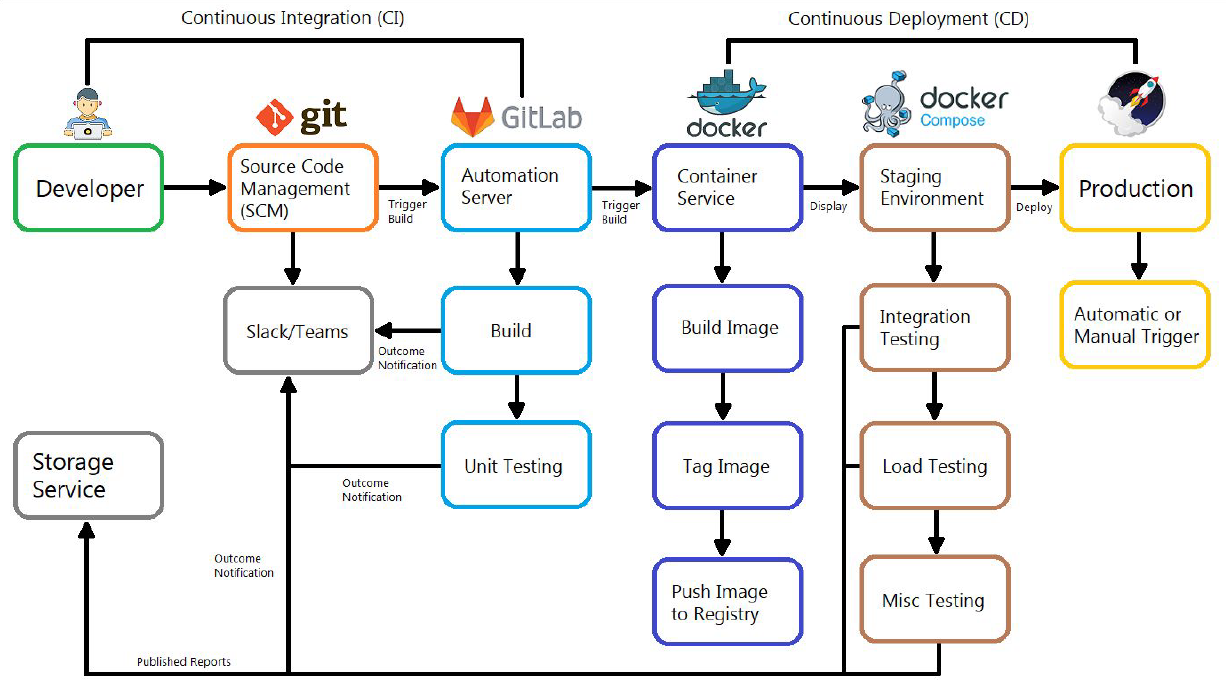 Continuous Integration (CI)
Continuous Deployment (CD)
git
GitLab
docker
docker
Compose
Developer
Source Code
Management
(SCM)
Trigger
Build
Automation
Server
Trigger
Build
Container
Service
Display
Staging
Environment
Deploy
Production
Slack/Teams
Outcome
Notification
Build
Build Image
Integration
Testing
Automatic or
Manual Trigger
Storage
Service
Outcome
Notification
Unit Testing
Tag Image
Load Testing
Outcome
Notification
Push Image
to Registry
Misc Testing
Published Reports